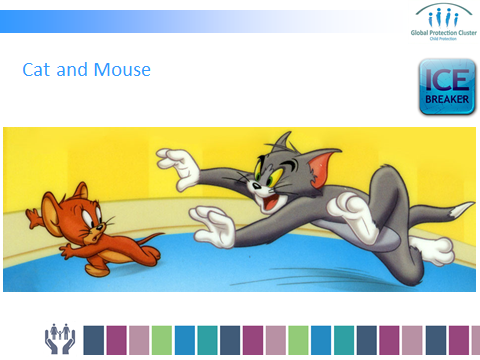 Global Protection Cluster
Child Protection
Cat and Mouse
ICE
BREAKER